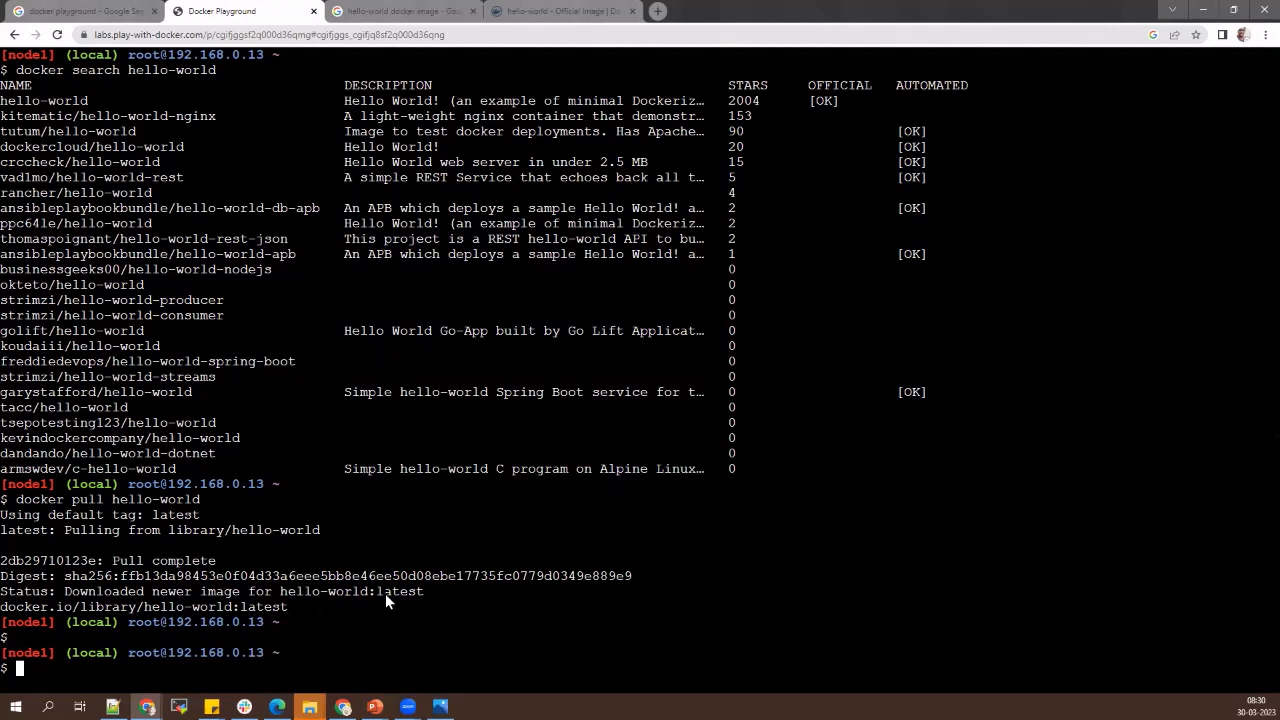 docker playground - Google Sea
Docker Playground
hello-world docker image - Goo
hello-world - Official Image | Do
labs.play-with-docker.com/p/cgifjggsf2q000d36qmg#cgifjggs_cgifjq8sf2q000d36qng
[node1] (local) root@192.168.0.13 ~
$ docker search hello-world
NAME DESCRIPTION STARS OFFICIAL AUTOMATED
hello-world Hello World! (an example of minimal Dockeriz… 2004 [OK]
kitematic/hello-world-nginx A light-weight nginx container that demonstr… 153
tutum/hello-world Image to test docker deployments. Has Apache… 90 [OK]
dockercloud/hello-world Hello World! 20 [OK]
crccheck/hello-world Hello World web server in under 2.5 MB 15 [OK]
vad1mo/hello-world-rest A simple REST Service that echoes back all t… 5 [OK]
rancher/hello-world 4
ansibleplaybookbundle/hello-world-db-apb An APB which deploys a sample Hello World! a… 2 [OK]
ppc64le/hello-world Hello World! (an example of minimal Dockeriz… 2
thomaspoignant/hello-world-rest-json This project is a REST hello-world API to bu… 2
ansibleplaybookbundle/hello-world-apb An APB which deploys a sample Hello World! a… 1 [OK]
businessgeeks00/hello-world-nodejs 0
okteto/hello-world 0
strimzi/hello-world-producer 0
strimzi/hello-world-consumer 0
golift/hello-world Hello World Go-App built by Go Lift Applicat… 0
koudaiii/hello-world 0
freddiedevops/hello-world-spring-boot 0
strimzi/hello-world-streams 0
garystafford/hello-world Simple hello-world Spring Boot service for t… 0 [OK]
tacc/hello-world 0
tsepotesting123/hello-world 0
kevindockercompany/hello-world 0
dandando/hello-world-dotnet 0
armswdev/c-hello-world Simple hello-world C program on Alpine Linux… 0
[node1] (local) root@192.168.0.13 ~
$ docker pull hello-world
Using default tag: latest
latest: Pulling from library/hello-world
2db29710123e: Pull complete
Digest: sha256:ffb13da98453e0f04d33a6eee5bb8e46ee50d08ebe17735fc0779d0349e889e9
Status: Downloaded newer image for hello-world:latest
docker.io/library/hello-world:latest
[node1] (local) root@192.168.0.13 ~
$
[node1] (local) root@192.168.0.13 ~
$
08:30
30-03-2023